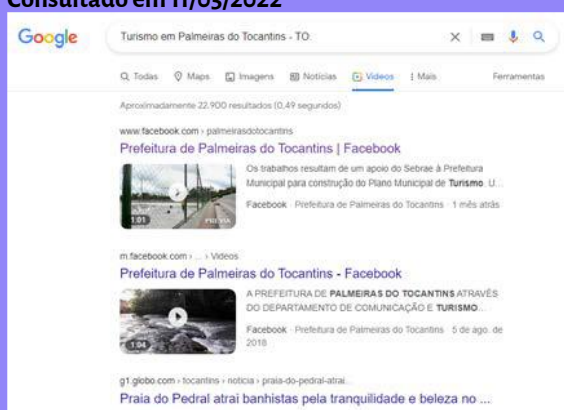 Consultado em 11/05/2022
Google
Turismo em Palmeiras do Tocantins - TO.
Todas Maps Imagens Notícias Vídeos Mais Ferramentas
Aproximadamente 22.900 resultados (0,49 segundos)
www.facebook.com › palmeirasdotocantins
Prefeitura de Palmeiras do Tocantins | Facebook
Os trabalhos resultam de um apoio do Sebrae à Prefeitura
Municipal para construção do Plano Municipal de Turismo. U...
1:01
PRÉVIA
Facebook · Prefeitura de Palmeiras do Tocantins · 1 mês atrás
m.facebook.com › ... › Videos
Prefeitura de Palmeiras do Tocantins - Facebook
A PREFEITURA DE PALMEIRAS DO TOCANTINS ATRAVÉS
DO DEPARTAMENTO DE COMUNICAÇÃO E TURISMO...
1:04
Facebook · Prefeitura de Palmeiras do Tocantins · 5 de ago. de
2018
g1.globo.com › tocantins › noticia › praia-do-pedral-atrai...
Praia do Pedral atrai banhistas pela tranquilidade e beleza no ...